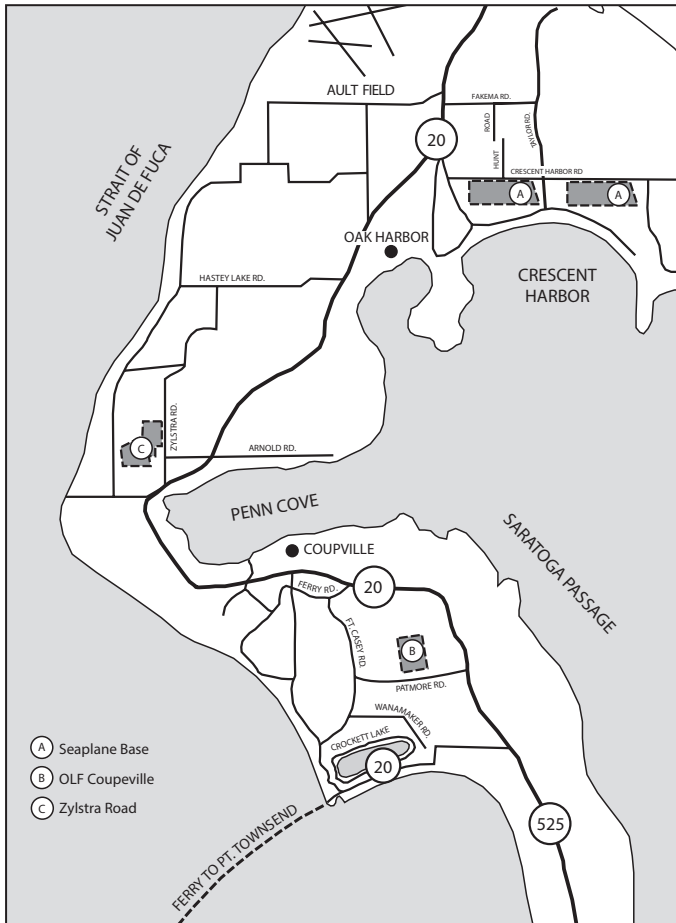 AULT FIELD
FAKEMA RD.
ROAD
TAYLOR RD.
20
HUNT
CRESCENT HARBOR RD
STRAIT OF
JUAN DE FUCA
A
A
OAK HARBOR
HASTEY LAKE RD.
CRESCENT
HARBOR
ZYLSTRA RD.
C
ARNOLD RD.
PENN COVE
SARATOGA PASSAGE
COUPVILLE
FERRY RD.
20
FT. CASEY RD.
B
PATMORE RD.
WANAMAKER RD.
CROCKETT LAKE
20
A Seaplane Base
B OLF Coupeville
C Zylstra Road
525
FERRY TO PT. TOWNSEND